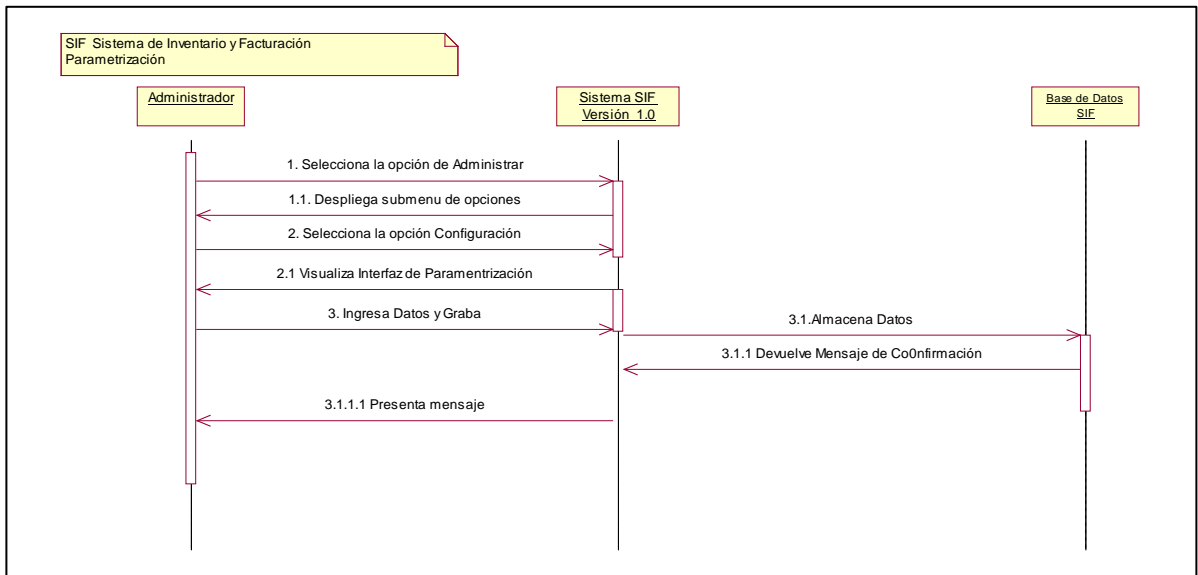 SIF Sistema de Inventario y Facturación
Parametrización
Administrador
Sistema SIF
Versión 1.0
Base de Datos
SIF
1. Selecciona la opción de Administrar
1.1. Despliega submenu de opciones
2. Selecciona la opción Configuración
2.1 Visualiza Interfaz de Paramentrización
3. Ingresa Datos y Graba
3.1.Almacena Datos
3.1.1 Devuelve Mensaje de Co0nfirmación
3.1.1.1 Presenta mensaje